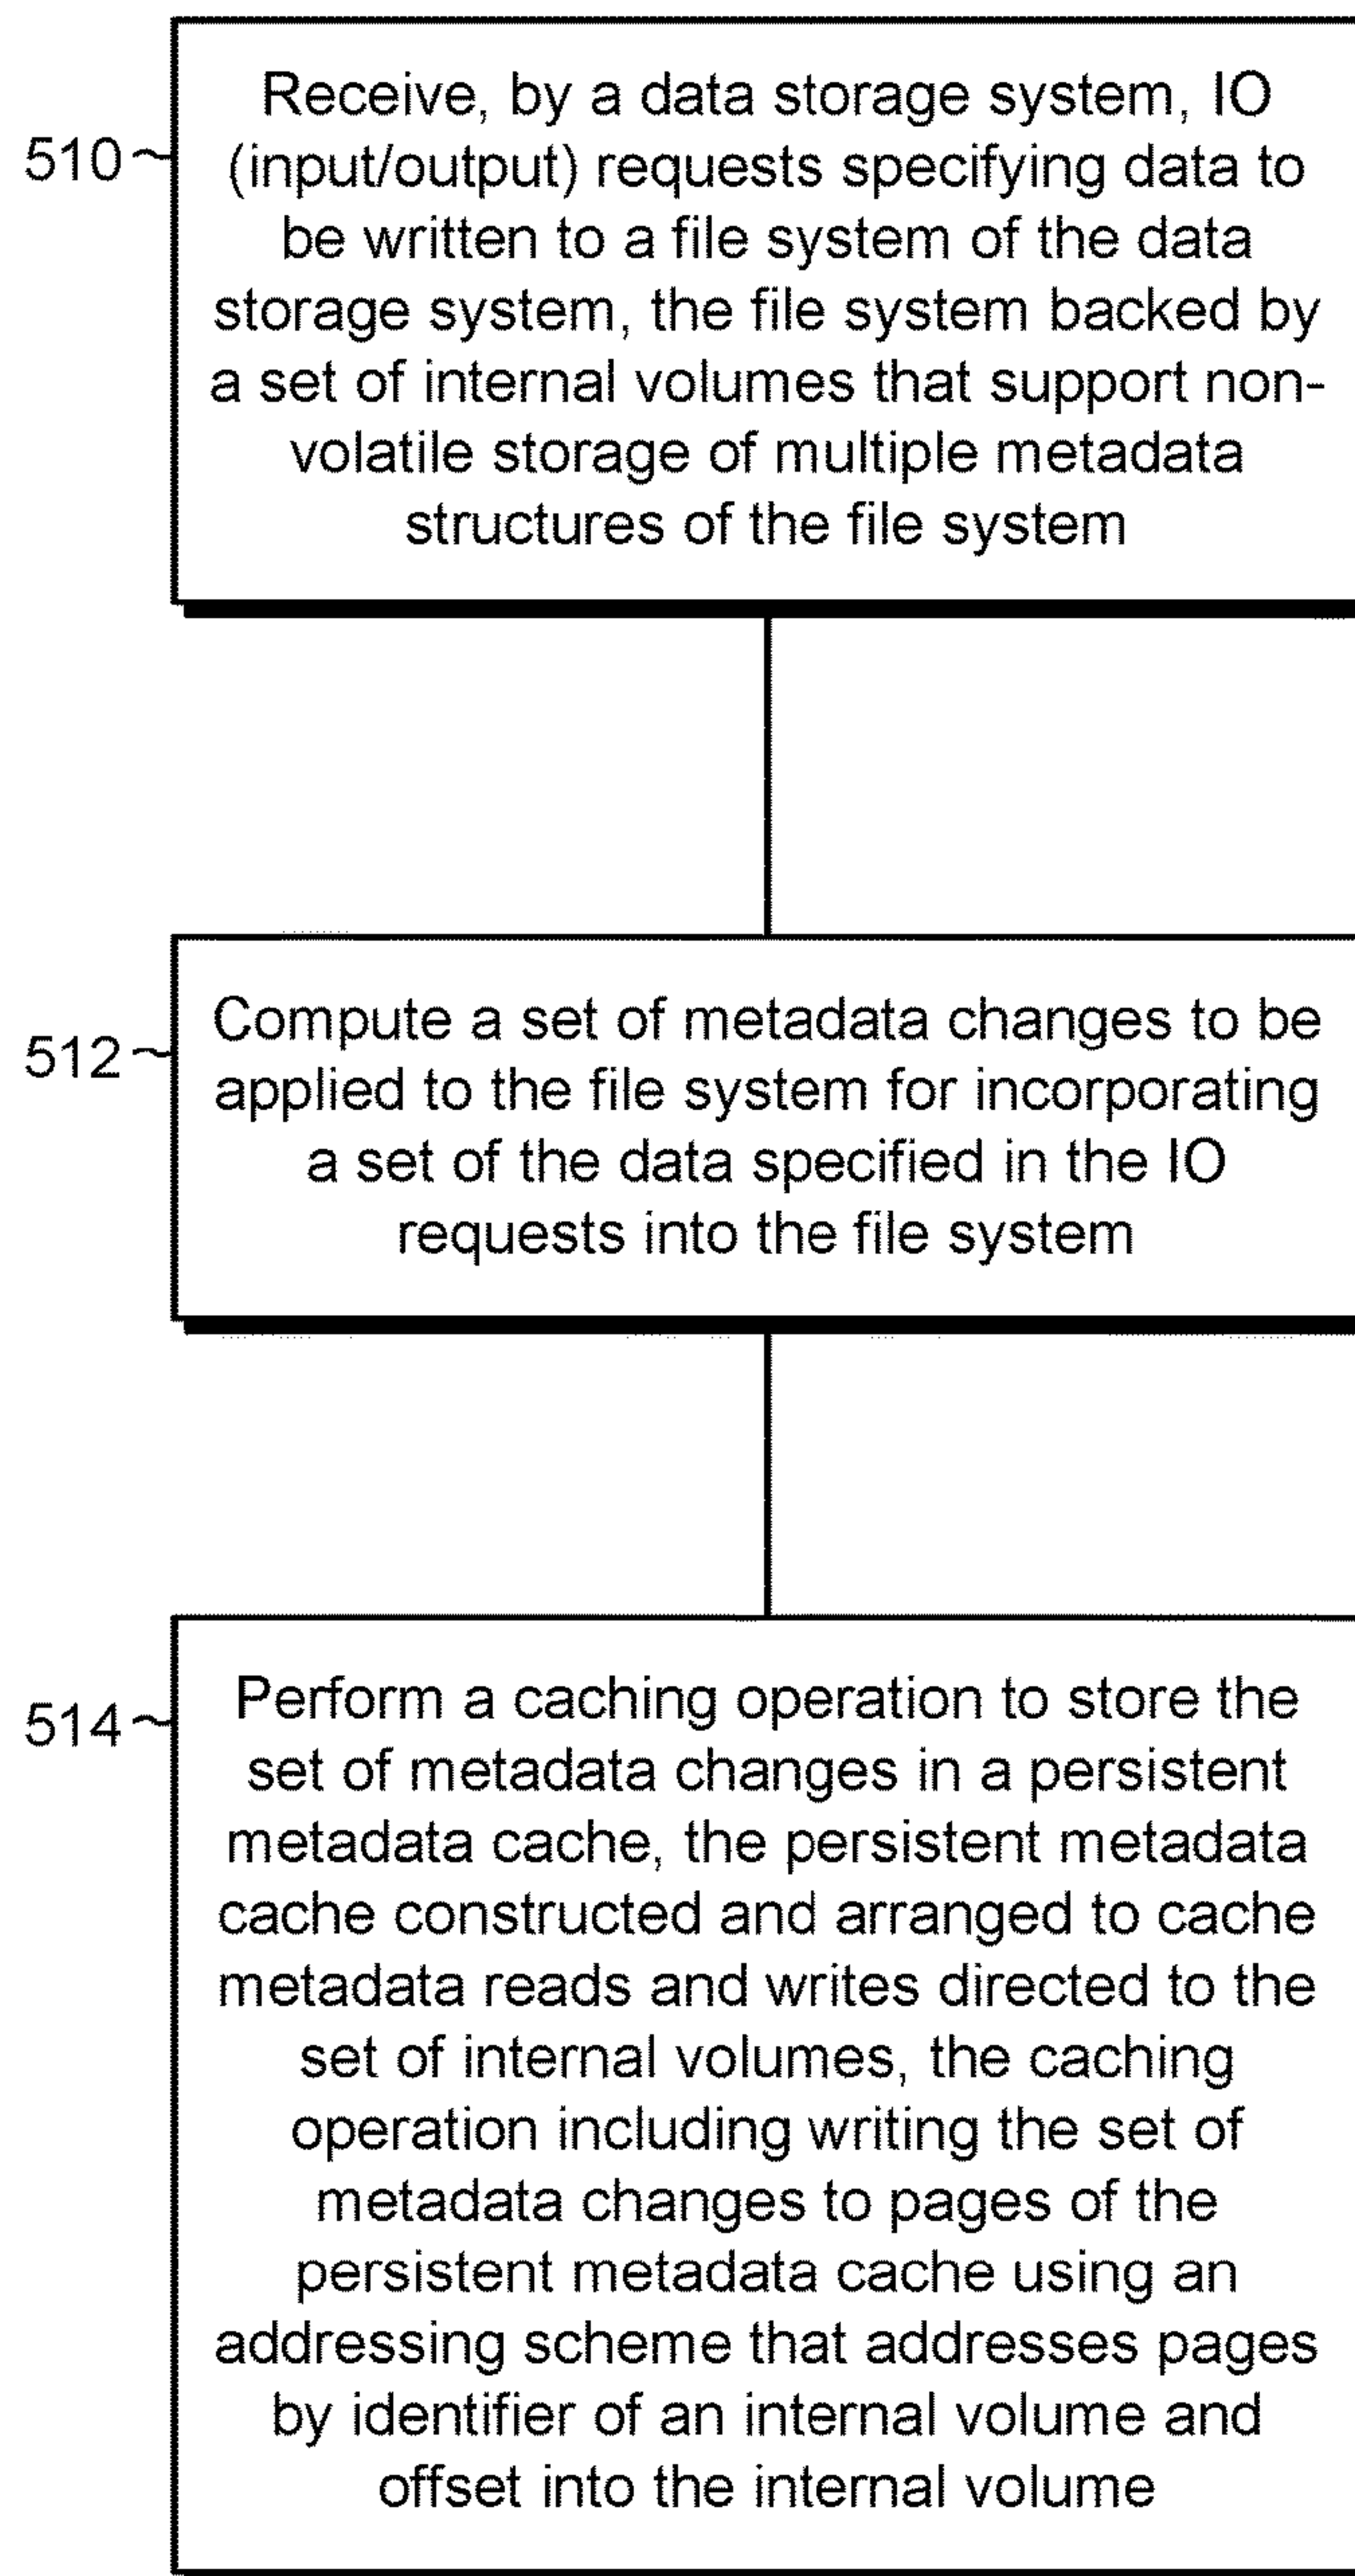 Receive, by a data storage system, IO
510 ~ (input/output) requests specifying data to
be written to a file system of the data
storage system, the file system backed by
a set of internal volumes that support non-
volatile storage of multiple metadata
structures of the file system
Compute a set of metadata changes to be
512 ~ applied to the file system for incorporating
a set of the data specified in the IO
requests into the file system
Perform a caching operation to store the
514 ~ set of metadata changes in a persistent
metadata cache, the persistent metadata
cache constructed and arranged to cache
metadata reads and writes directed to the
set of internal volumes, the caching
operation including writing the set of
metadata changes to pages of the
persistent metadata cache using an
addressing scheme that addresses pages
by identifier of an internal volume and
offset into the internal volume